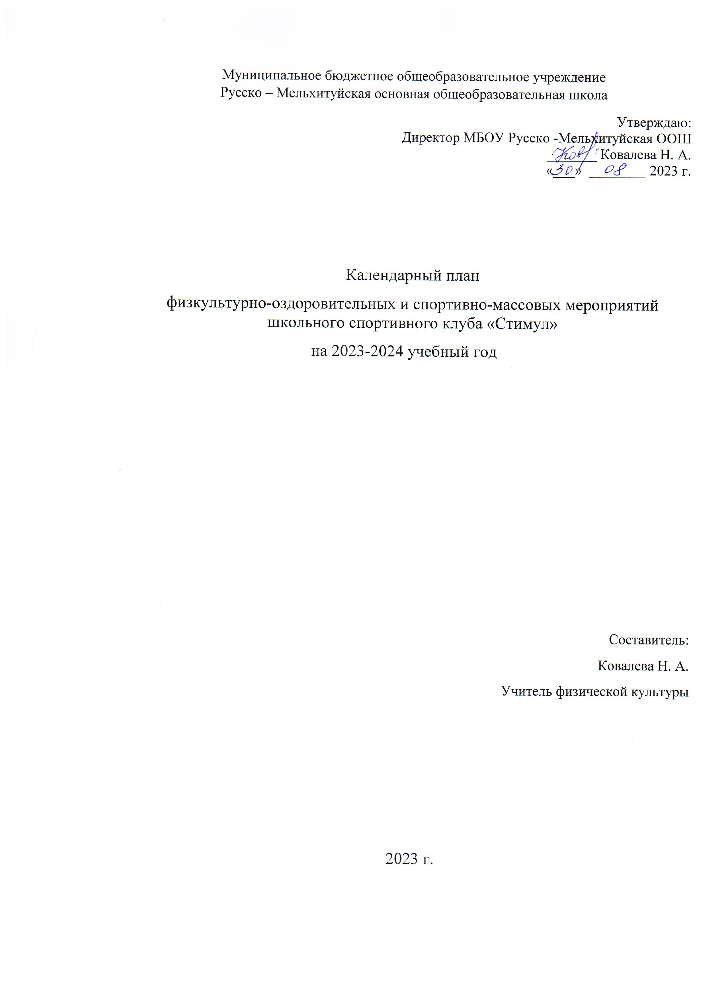 Муниципальное бюджетное общеобразовательное учреждение
Русско – Мельхитуйская основная общеобразовательная школа
Утверждаю:
Директор МБОУ Русско -Мельхитуйская ООШ
Ков Ковалева Н. А.
«30» 08 2023 г.
Календарный план
физкультурно-оздоровительных и спортивно-массовых мероприятий
школьного спортивного клуба «Стимул»
на 2023-2024 учебный год
Составитель:
Ковалева Н. А.
Учитель физической культуры
2023 г.